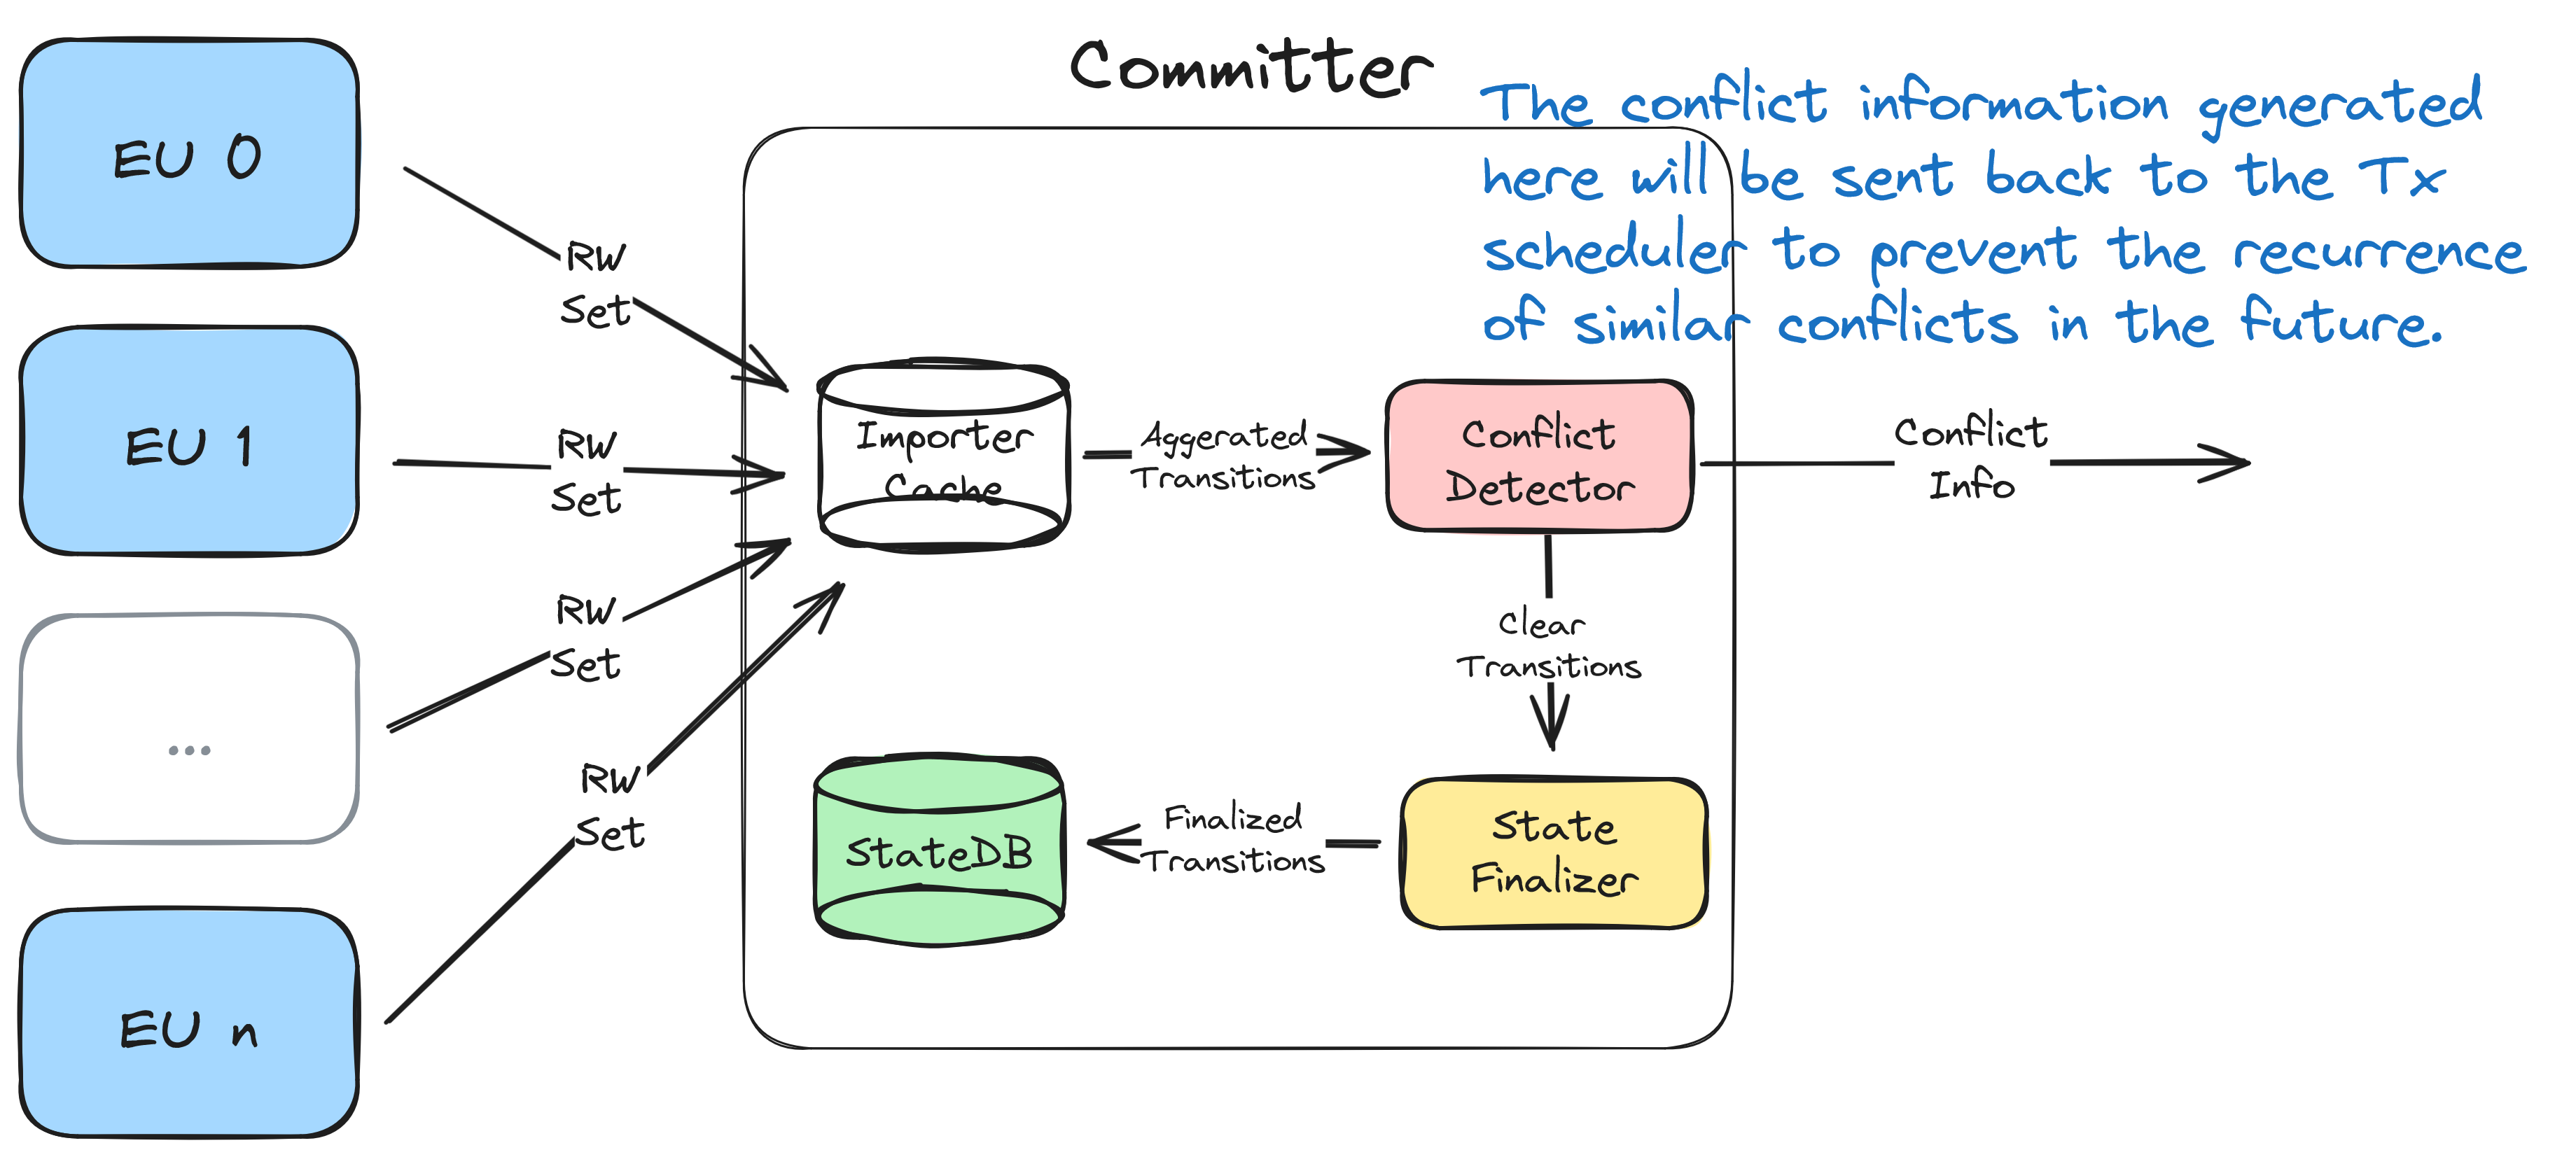 Committer
The conflict information generated
here will be sent back to the Tx
scheduler to prevent the recurrence
of similar conflicts in the future.
EU 0
RW
Set
EU 1
RW
Set
...
RW
Set
EU n
RW
Set
Importer
Cache
Aggerated
Transitions
Conflict
Detector
Conflict
Info
Clear
Transitions
State
Finalizer
Finalized
Transitions
StateDB